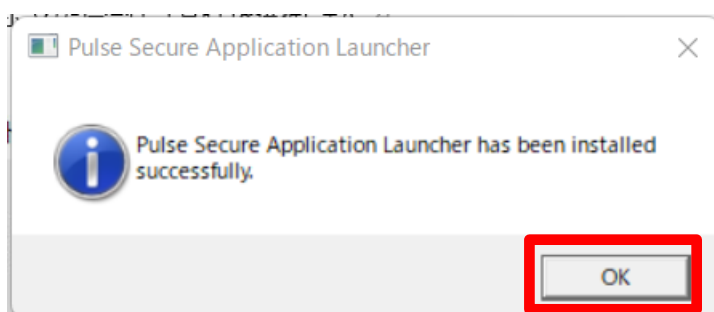 Pulse Secure Application Launcher
Pulse Secure Application Launcher has been installed
successfully.
OK